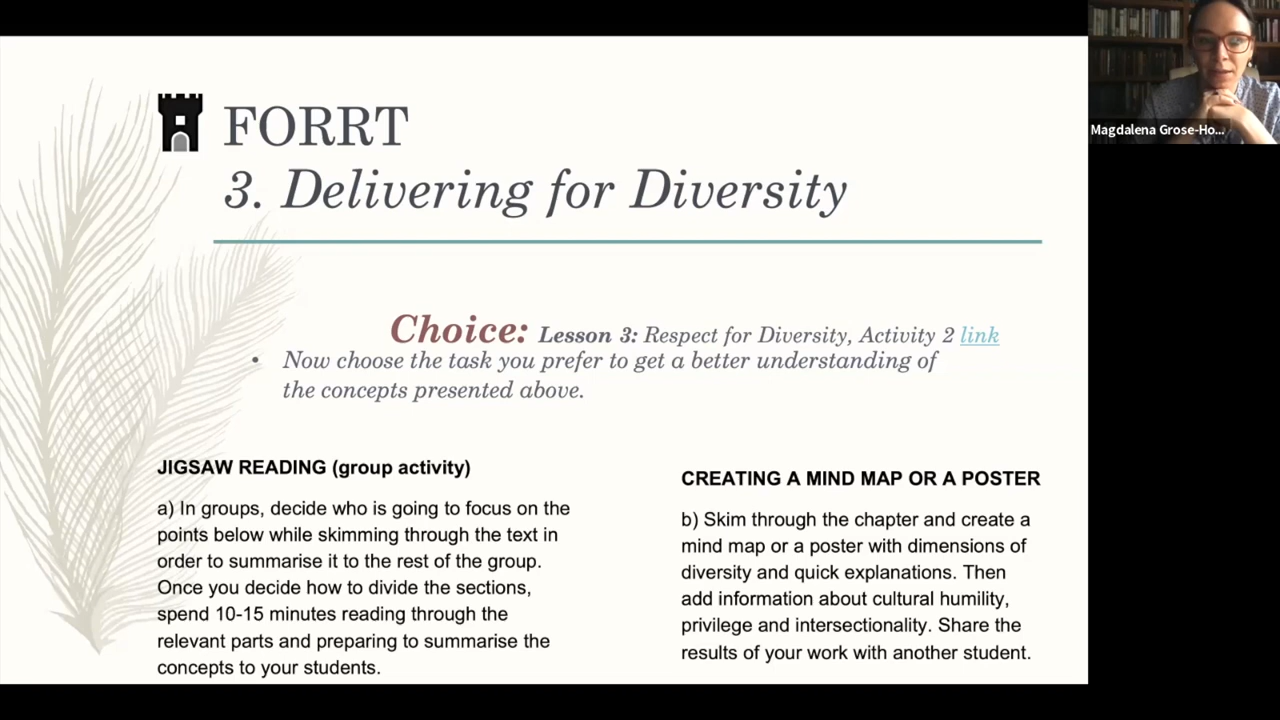 FORRT
3. Delivering for Diversity
Choice: Lesson 3: Respect for Diversity, Activity 2 link
• Now choose the task you prefer to get a better understanding of
the concepts presented above.
JIGSAW READING (group activity)
a) In groups, decide who is going to focus on the
points below while skimming through the text in
order to summarise it to the rest of the group.
Once you decide how to divide the sections,
spend 10-15 minutes reading through the
relevant parts and preparing to summarise the
concepts to your students.
CREATING A MIND MAP OR A POSTER
b) Skim through the chapter and create a
mind map or a poster with dimensions of
diversity and quick explanations. Then
add information about cultural humility,
privilege and intersectionality. Share the
results of your work with another student.
Magdalena Grose-Ho...